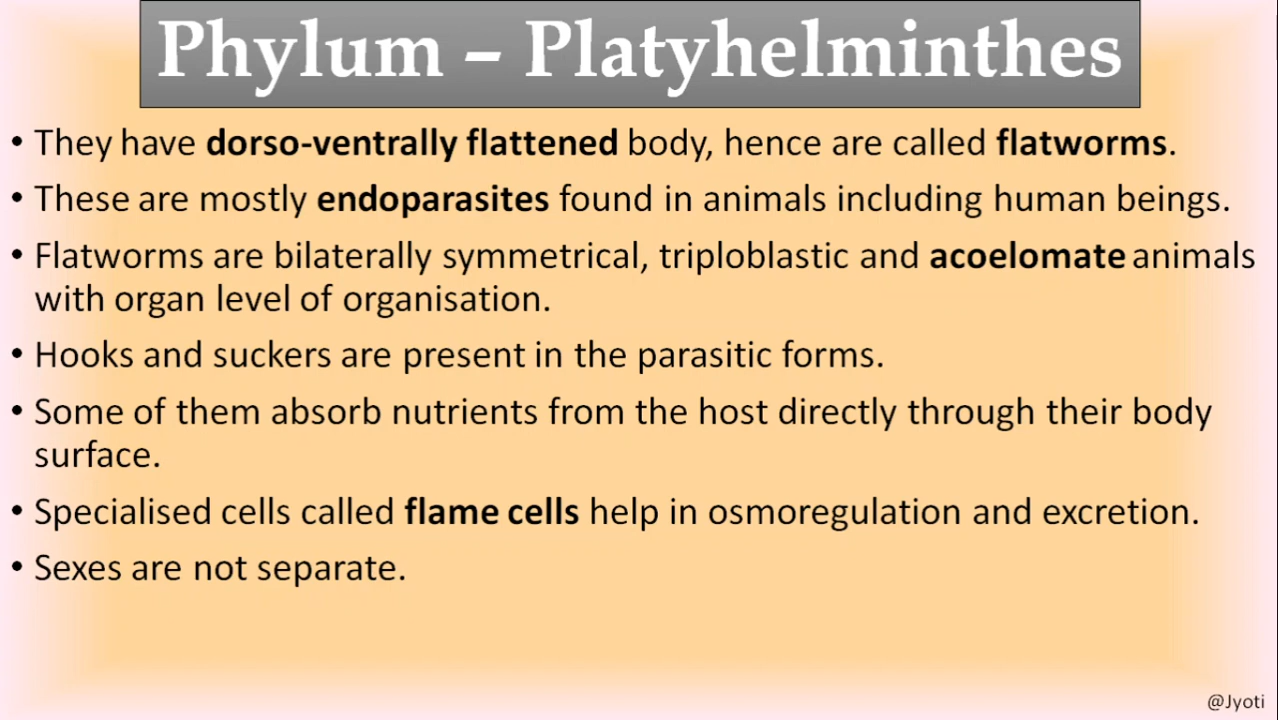 Phylum – Platyhelminthes
• They have dorso-ventrally flattened body, hence are called flatworms.
• These are mostly endoparasites found in animals including human beings.
• Flatworms are bilaterally symmetrical, triploblastic and acoelomate animals
with organ level of organisation.
• Hooks and suckers are present in the parasitic forms.
• Some of them absorb nutrients from the host directly through their body
surface.
• Specialised cells called flame cells help in osmoregulation and excretion.
• Sexes are not separate.
@Jyoti